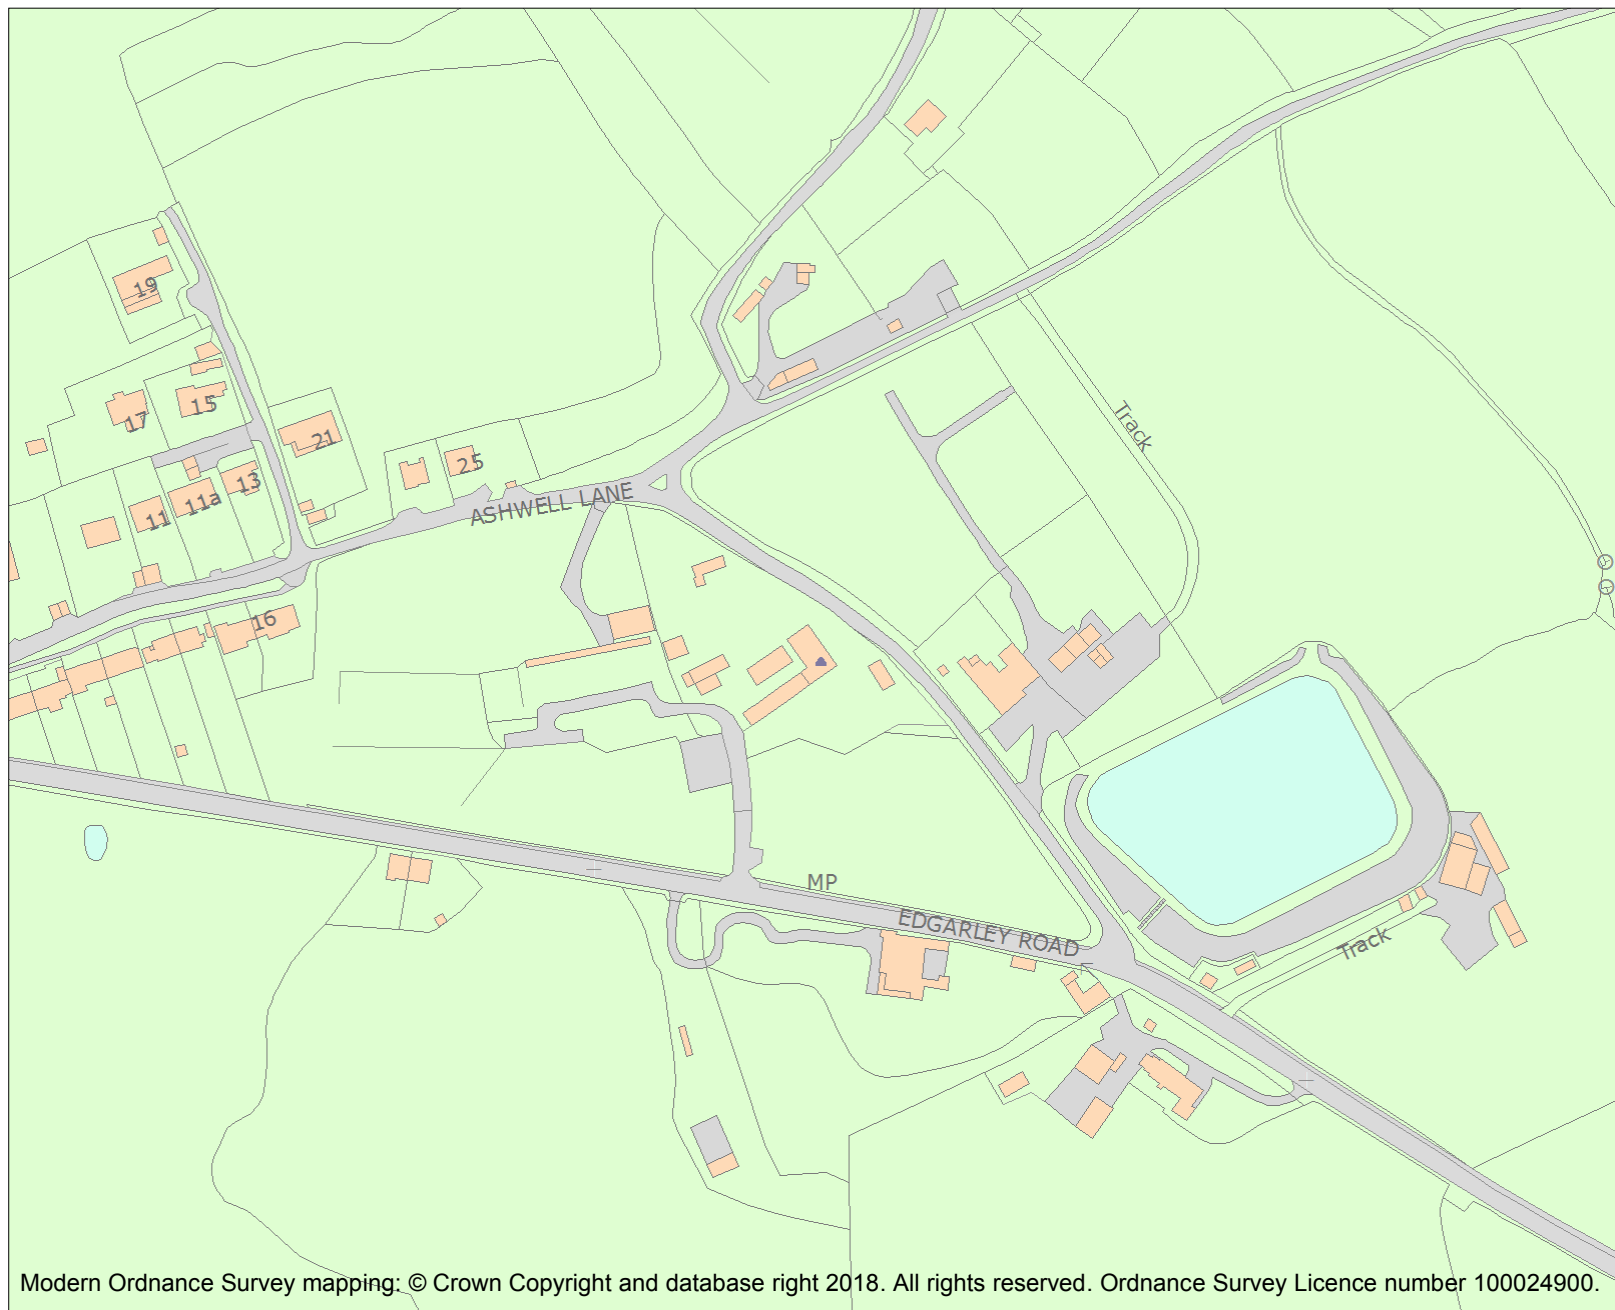 19
17
15
21
25
13
11a
11
ASHWELL LANE
16
Track
MP
EDGARLEY ROAD
Track
Modern Ordnance Survey mapping: © Crown Copyright and database right 2018. All rights reserved. Ordnance Survey Licence number 100024900.